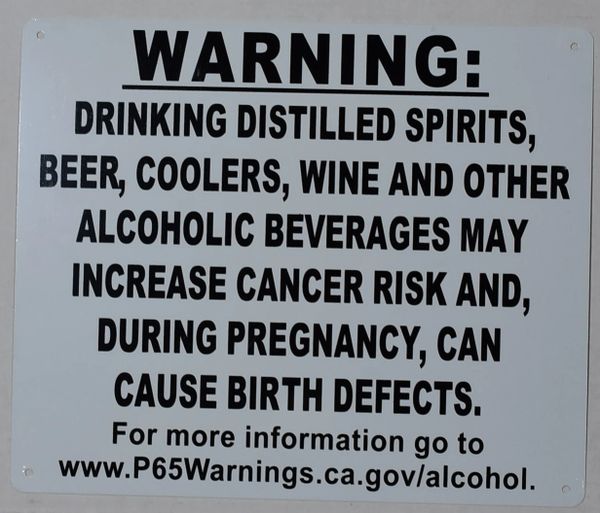 WARNING:
DRINKING DISTILLED SPIRITS,
BEER, COOLERS, WINE AND OTHER
ALCOHOLIC BEVERAGES MAY
INCREASE CANCER RISK AND,
DURING PREGNANCY, CAN
CAUSE BIRTH DEFECTS.
For more information go to
www.P65Warnings.ca.gov/alcohol.